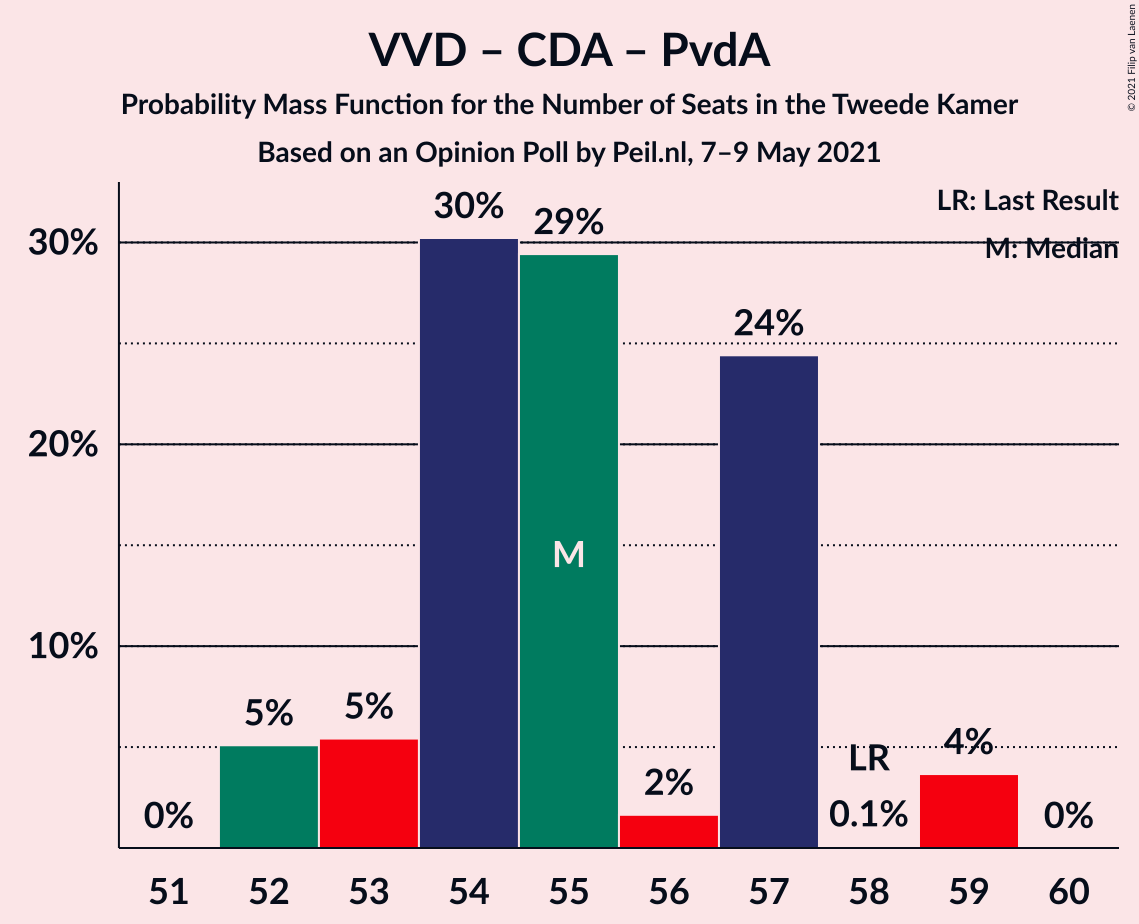 VVD – CDA – PvdA
Probability Mass Function for the Number of Seats in the Tweede Kamer
Based on an Opinion Poll by Peil.nl, 7–9 May 2021
© 2021 Filip van Laenen
LR: Last Result
M: Median
30%
20%
10%
0%
5%
5%
30%
29%
M
2%
24%
LR
0.1%
4%
0%
51 52 53 54 55 56 57 58 59 60